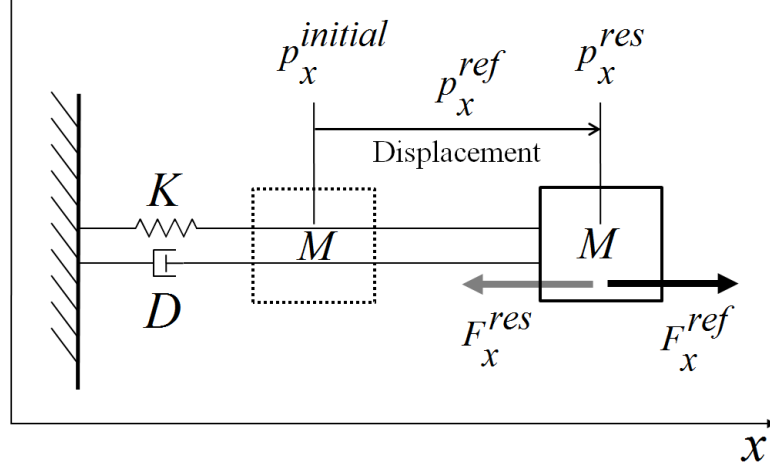 p_x^{initial}
p_x^{ref}
p_x^{res}
Displacement
K
M
M
D
F_x^{res}
F_x^{ref}
x